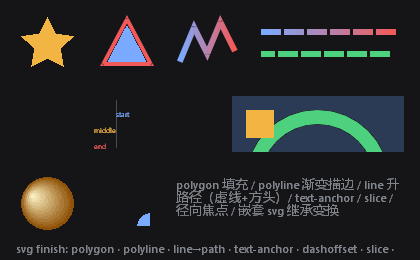 start
middle
end
polygon 填充 / polyline 渐变描边 / line 升
路径（虚线+方头）/ text-anchor / slice /
径向焦点 / 嵌套 svg 继承变换
svg finish: polygon · polyline · line→path · text-anchor · dashoffset · slice ·